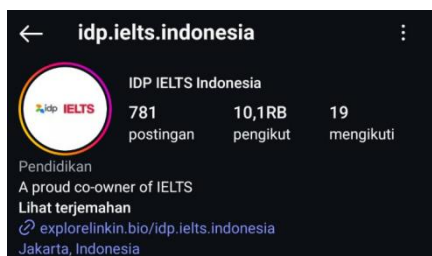 idp.ielts.indonesia
idp IELTS
IDP IELTS Indonesia
781 10,1RB 19
postingan pengikut mengikuti
Pendidikan
A proud co-owner of IELTS
Lihat terjemahan
explorelinkin.bio/idp.ielts.indonesia
Jakarta, Indonesia